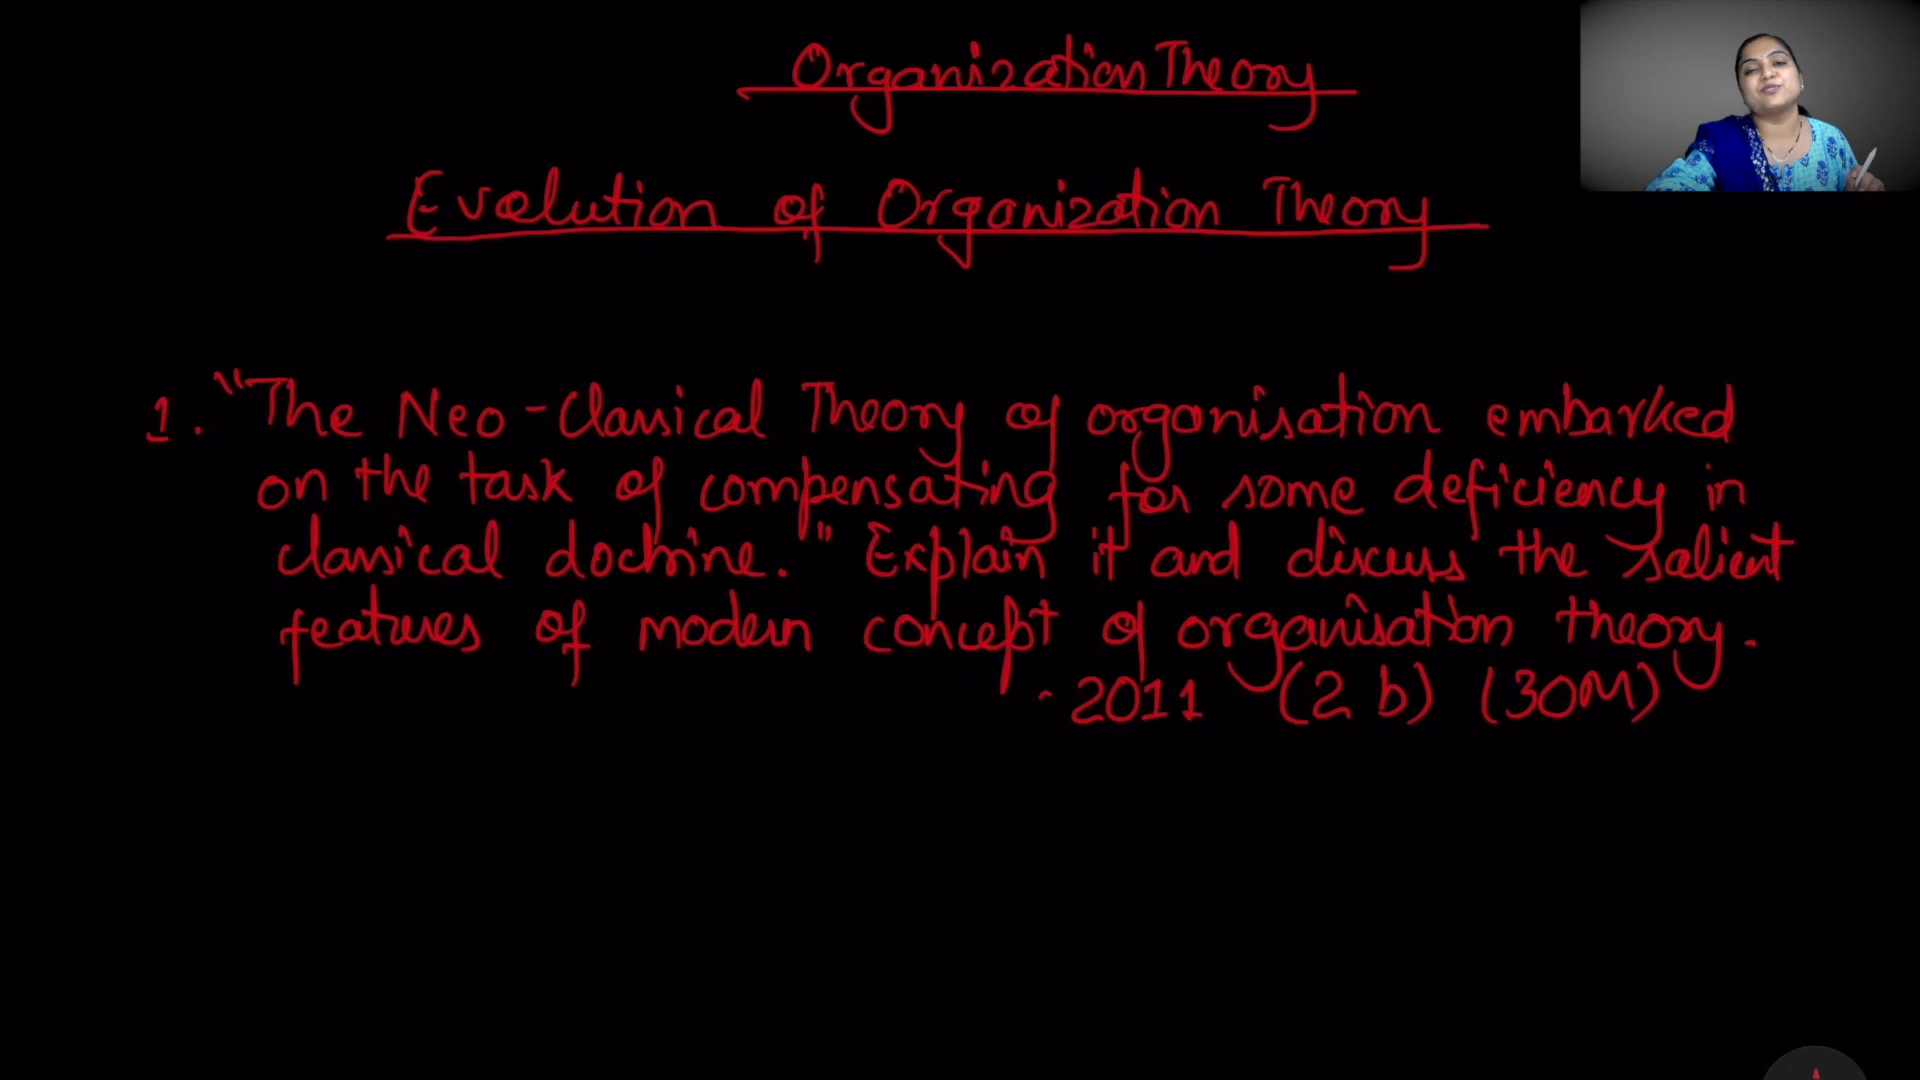 Organization Theory
Evolution of Organization Theory
1. "The Neo-Classical Theory of organisation embarked
on the task of compensating for some deficiency in
classical doctrine." Explain it and discuss the salient
features of modern concept of organisation theory.
- 2011 (2 b) (30M)